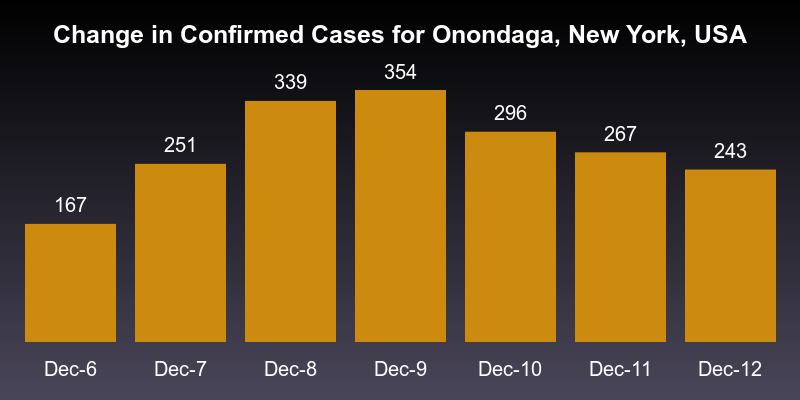 Change in Confirmed Cases for Onondaga, New York, USA
167
251
339
354
296
267
243
Dec-6
Dec-7
Dec-8
Dec-9
Dec-10
Dec-11
Dec-12